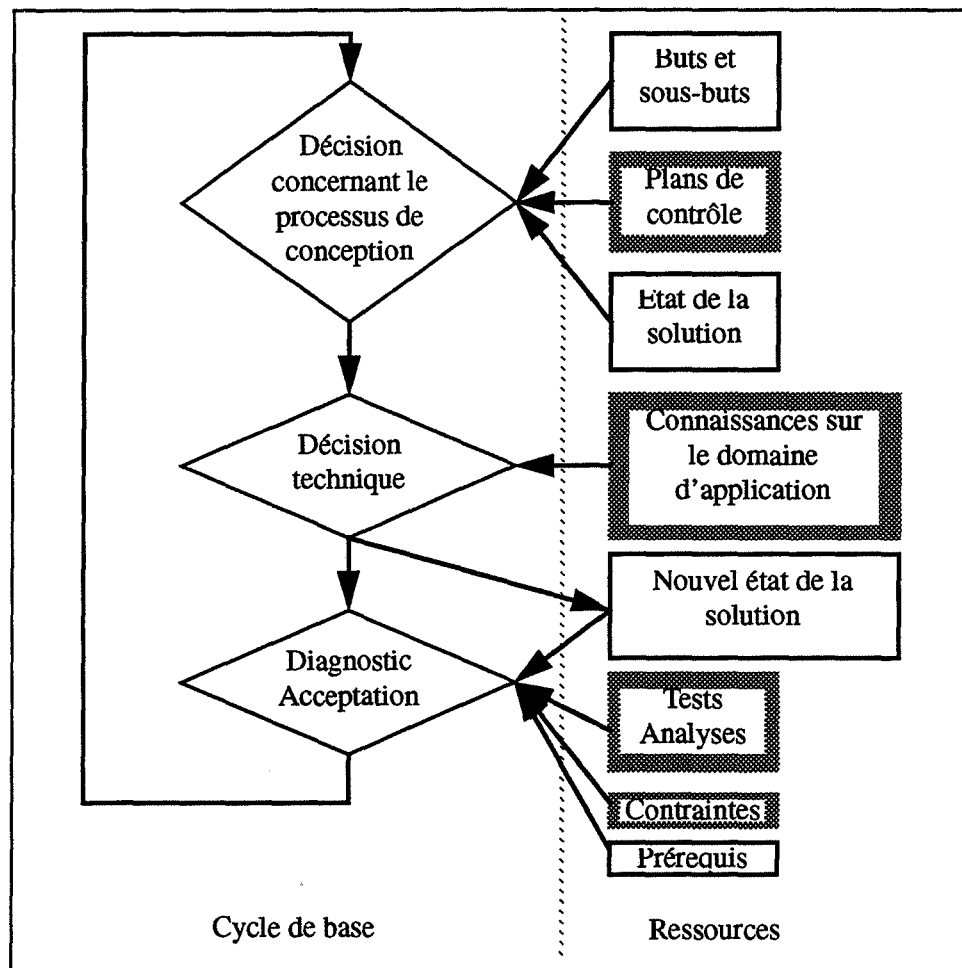 Buts et
sous-buts
Décision
concernant le
processus de
conception
Plans de
contrôle
Etat de la
solution
Décision
technique
Connaissances sur
le domaine
d'application
Nouvel état de la
solution
Diagnostic
Acceptation
Tests
Analyses
Contraintes
Prérequis
Cycle de base
Ressources